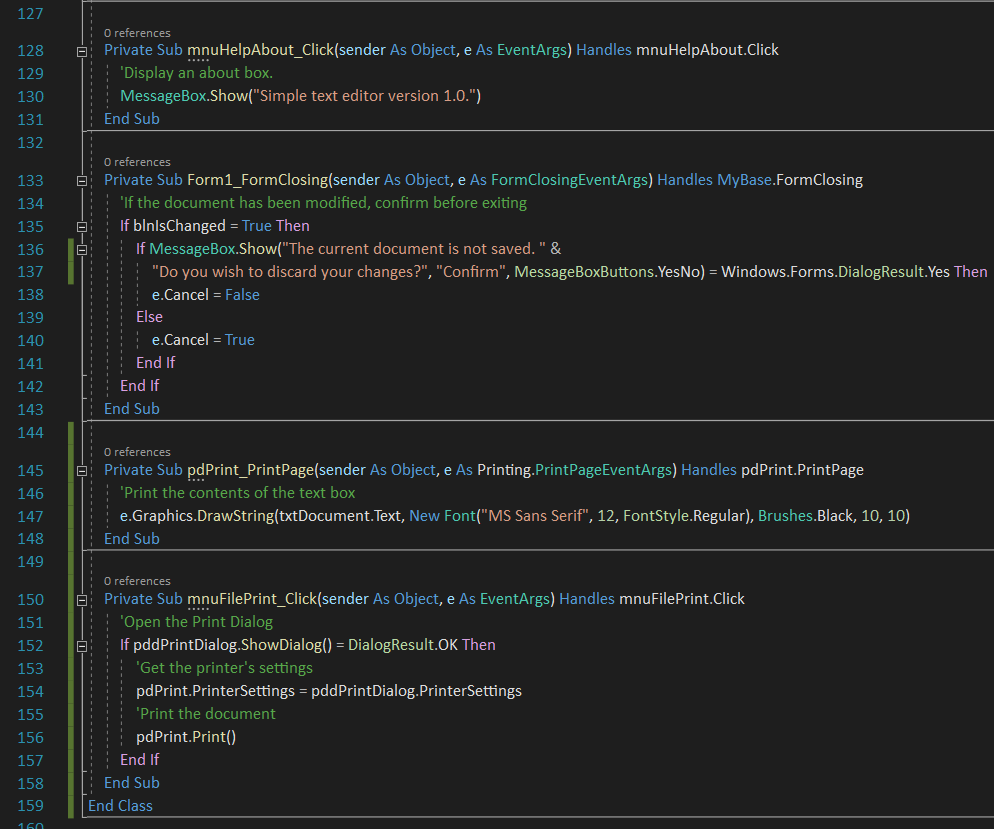 127
0 references
128 Private Sub mnuHelpAbout_Click(sender As Object, e As EventArgs) Handles mnuHelpAbout.Click
129 'Display an about box.
130 MessageBox.Show("Simple text editor version 1.0.")
131 End Sub
132
0 references
133 Private Sub Form1_FormClosing(sender As Object, e As FormClosingEventArgs) Handles MyBase.FormClosing
134 'If the document has been modified, confirm before exiting
135 If blnIsChanged = True Then
136 If MessageBox.Show("The current document is not saved. " &
137 "Do you wish to discard your changes?", "Confirm", MessageBoxButtons.YesNo) = Windows.Forms.DialogResult.Yes Then
138 e.Cancel = False
139 Else
140 e.Cancel = True
141 End If
142 End If
143 End Sub
144
0 references
145 Private Sub pdPrint_PrintPage(sender As Object, e As Printing.PrintPageEventArgs) Handles pdPrint.PrintPage
146 'Print the contents of the text box
147 e.Graphics.DrawString(txtDocument.Text, New Font("MS Sans Serif", 12, FontStyle.Regular), Brushes.Black, 10, 10)
148 End Sub
149
0 references
150 Private Sub mnuFilePrint_Click(sender As Object, e As EventArgs) Handles mnuFilePrint.Click
151 'Open the Print Dialog
152 If pddPrintDialog.ShowDialog() = DialogResult.OK Then
153 'Get the printer's settings
154 pdPrint.PrinterSettings = pddPrintDialog.PrinterSettings
155 'Print the document
156 pdPrint.Print()
157 End If
158 End Sub
159 End Class
160